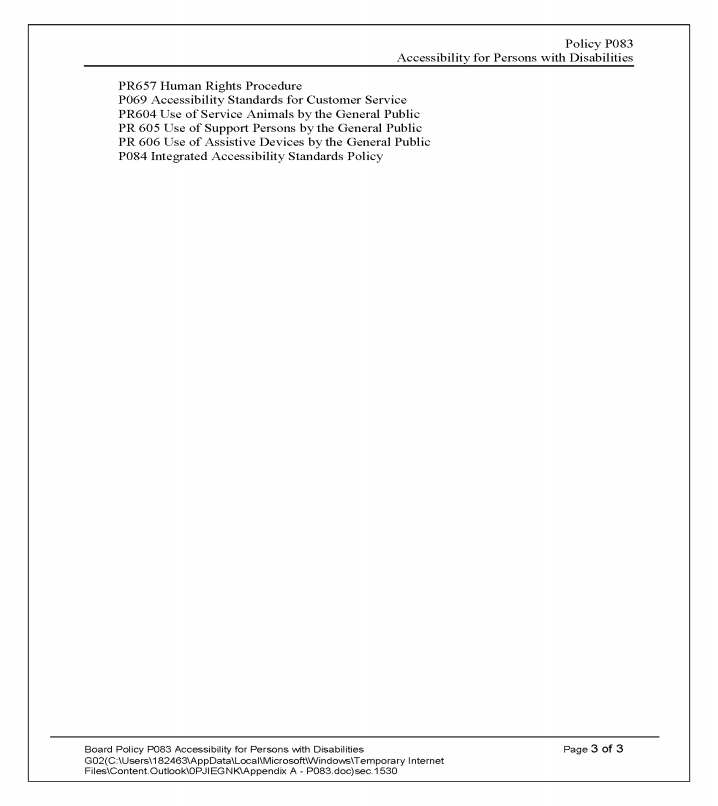 Policy P083
Accessibility for Persons with Disabilities
PR657 Human Rights Procedure
P069 Accessibility Standards for Customer Service
PR604 Use of Service Animals by the General Public
PR 605 Use of Support Persons by the General Public
PR 606 Use of Assistive Devices by the General Public
P084 Integrated Accessibility Standards Policy
Board Policy P083 Accessibility for Persons with Disabilities Page 3 of 3
G02(C:\Users\182463\AppData\Local\Microsoft\Windows\Temporary Internet
Files\Content.Outlook\0PJIEGNK\Appendix A - P083.doc)sec.1530